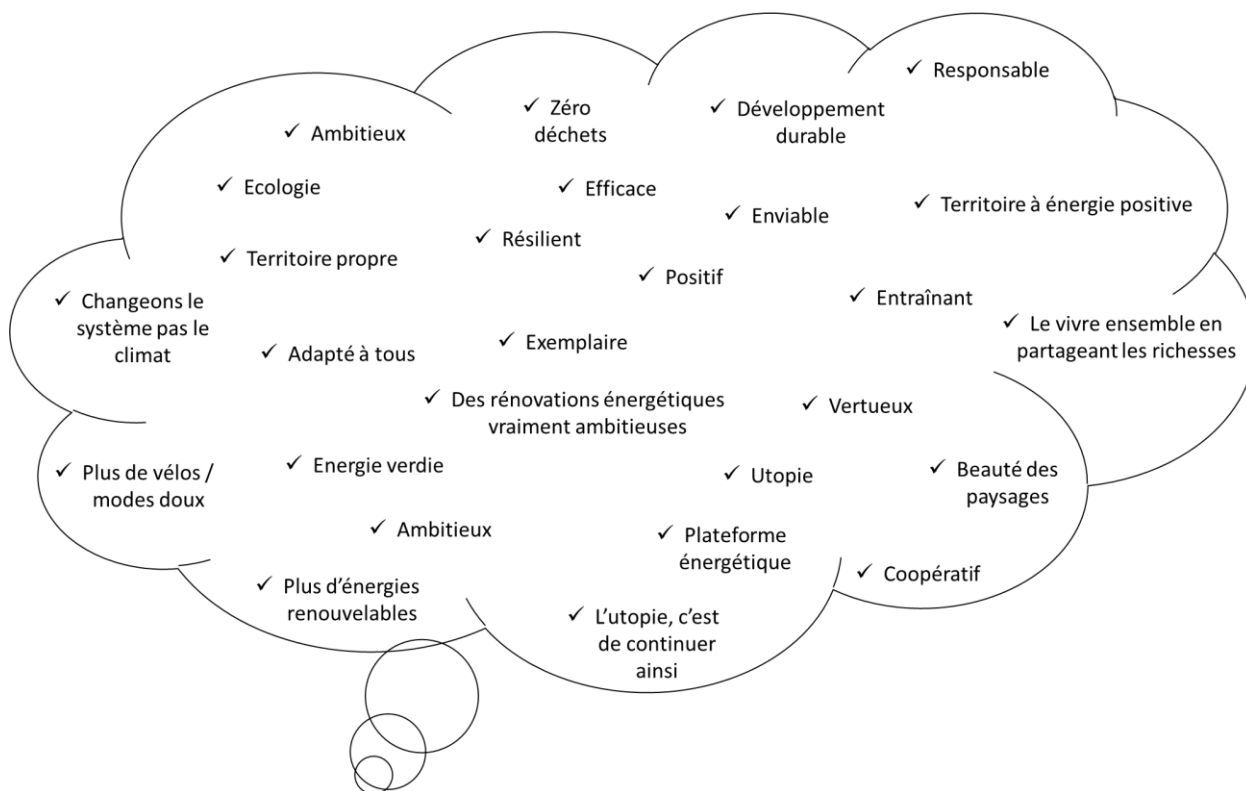 ✓ Responsable
✓ Zéro
déchets
✓ Développement
durable
✓ Ambitieux
✓ Ecologie
✓ Efficace
✓ Enviable
✓ Territoire à énergie positive
✓ Territoire propre
✓ Résilient
✓ Positif
✓ Changeons le
système pas le
climat
✓ Entraînant
✓ Le vivre ensemble en
partageant les richesses
✓ Adapté à tous
✓ Exemplaire
✓ Des rénovations énergétiques
vraiment ambitieuses
✓ Vertueux
✓ Plus de vélos /
modes doux
✓ Energie verdie
✓ Utopie
✓ Beauté des
paysages
✓ Ambitieux
✓ Plateforme
énergétique
✓ Coopératif
✓ Plus d’énergies
renouvelables
✓ L’utopie, c’est
de continuer
ainsi